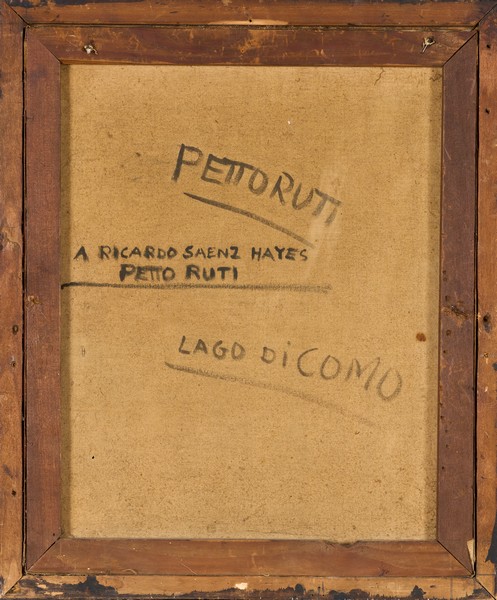 PETTORUTI
A RICARDO SAENZ HAYES
PETTO RUTI
LAGO Di COMO